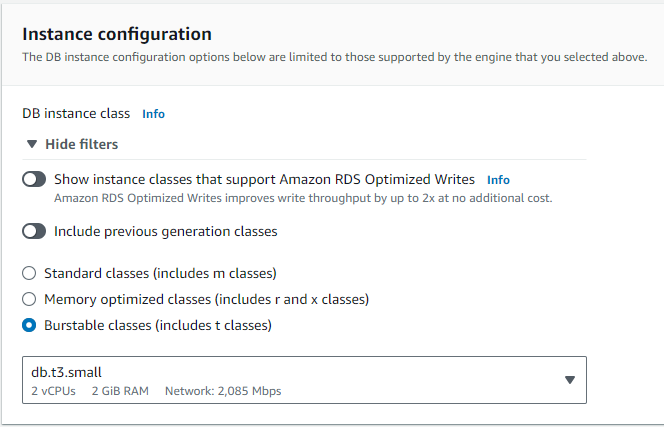 Instance configuration
The DB instance configuration options below are limited to those supported by the engine that you selected above.
DB instance class Info
Hide filters
Show instance classes that support Amazon RDS Optimized Writes Info
Amazon RDS Optimized Writes improves write throughput by up to 2x at no additional cost.
Include previous generation classes
Standard classes (includes m classes)
Memory optimized classes (includes r and x classes)
Burstable classes (includes t classes)
db.t3.small
2 vCPUs 2 GiB RAM Network: 2,085 Mbps